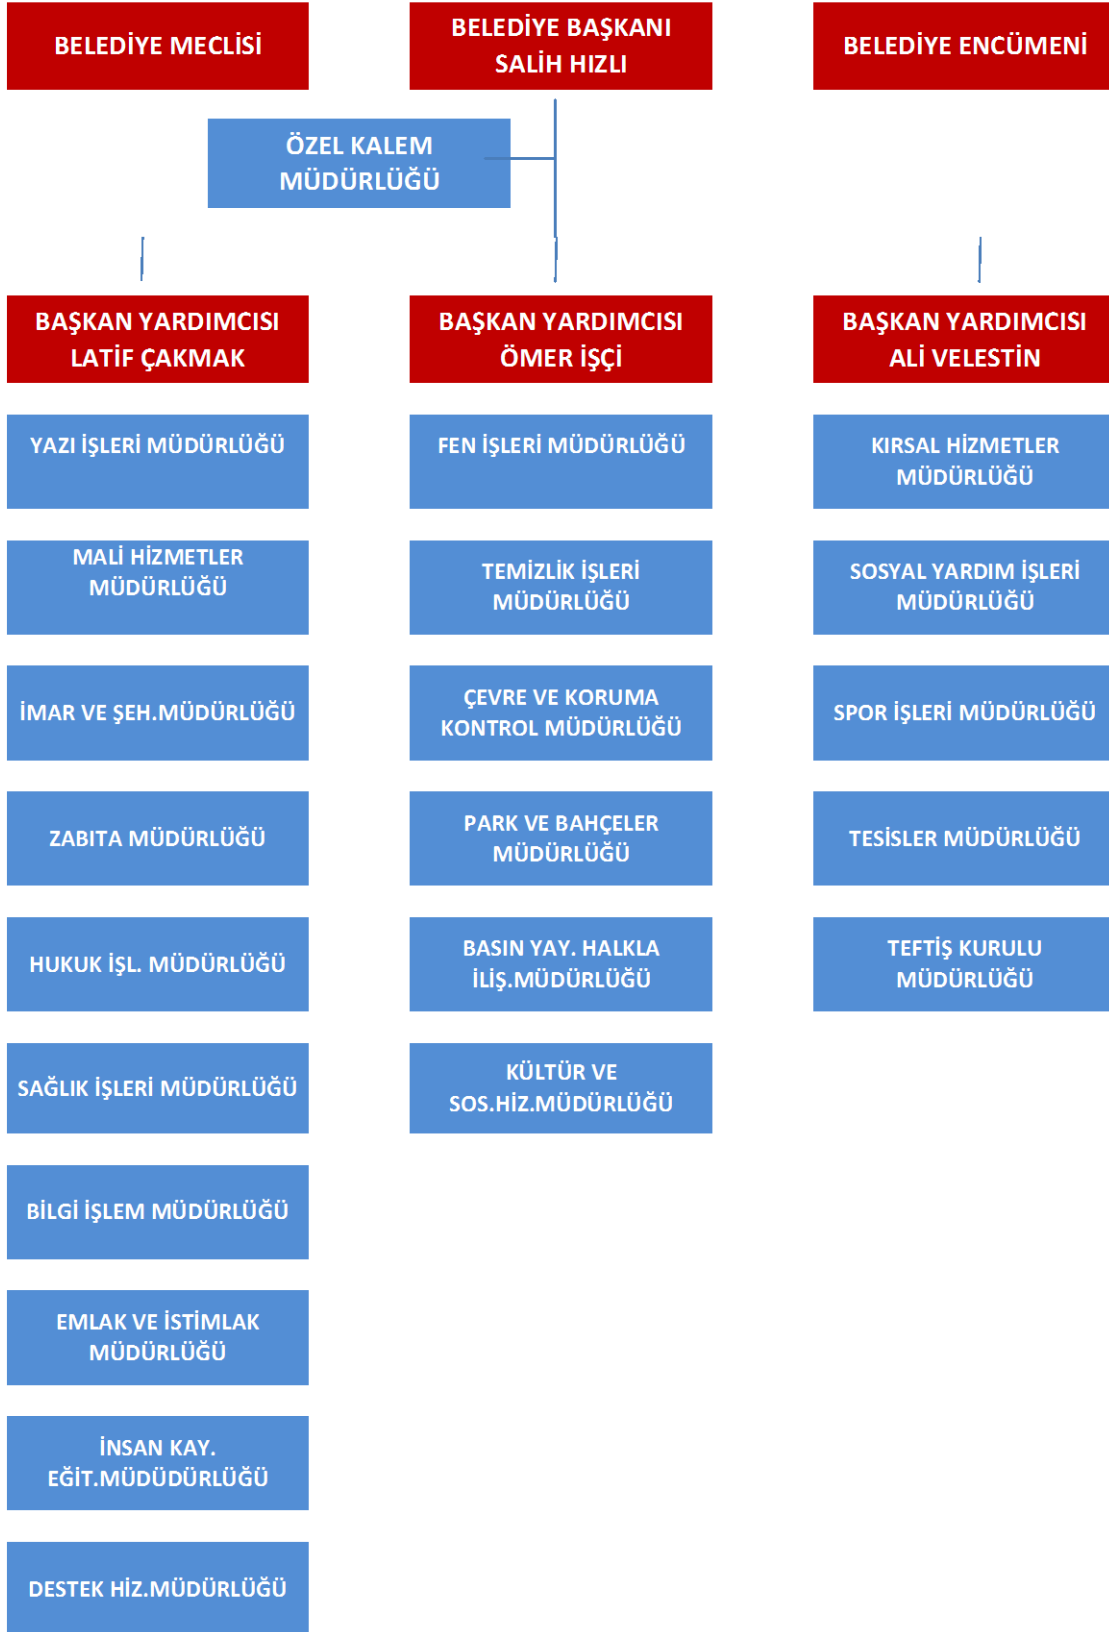 BELEDİYE MECLİSİ
BELEDİYE BAŞKANI
SALİH HIZLI
BELEDİYE ENCÜMENİ
ÖZEL KALEM
MÜDÜRLÜĞÜ
BAŞKAN YARDIMCISI
LATİF ÇAKMAK
YAZI İŞLERİ MÜDÜRLÜĞÜ
MALİ HİZMETLER
MÜDÜRLÜĞÜ
İMAR VE ŞEH.MÜDÜRLÜĞÜ
ZABITA MÜDÜRLÜĞÜ
HUKUK İŞL. MÜDÜRLÜĞÜ
SAĞLIK İŞLERİ MÜDÜRLÜĞÜ
BİLGİ İŞLEM MÜDÜRLÜĞÜ
EMLAK VE İSTİMLAK
MÜDÜRLÜĞÜ
İNSAN KAY.
EĞİT.MÜDÜDÜRLÜĞÜ
DESTEK HİZ.MÜDÜRLÜĞÜ
BAŞKAN YARDIMCISI
ÖMER İŞÇİ
FEN İŞLERİ MÜDÜRLÜĞÜ
TEMİZLİK İŞLERİ
MÜDÜRLÜĞÜ
ÇEVRE VE KORUMA
KONTROL MÜDÜRLÜĞÜ
PARK VE BAHÇELER
MÜDÜRLÜĞÜ
BASIN YAY. HALKLA
İLİŞ.MÜDÜRLÜĞÜ
KÜLTÜR VE
SOS.HİZ.MÜDÜRLÜĞÜ
BAŞKAN YARDIMCISI
ALİ VELESTİN
KIRSAL HİZMETLER
MÜDÜRLÜĞÜ
SOSYAL YARDIM İŞLERİ
MÜDÜRLÜĞÜ
SPOR İŞLERİ MÜDÜRLÜĞÜ
TESİSLER MÜDÜRLÜĞÜ
TEFTİŞ KURULU
MÜDÜRLÜĞÜ